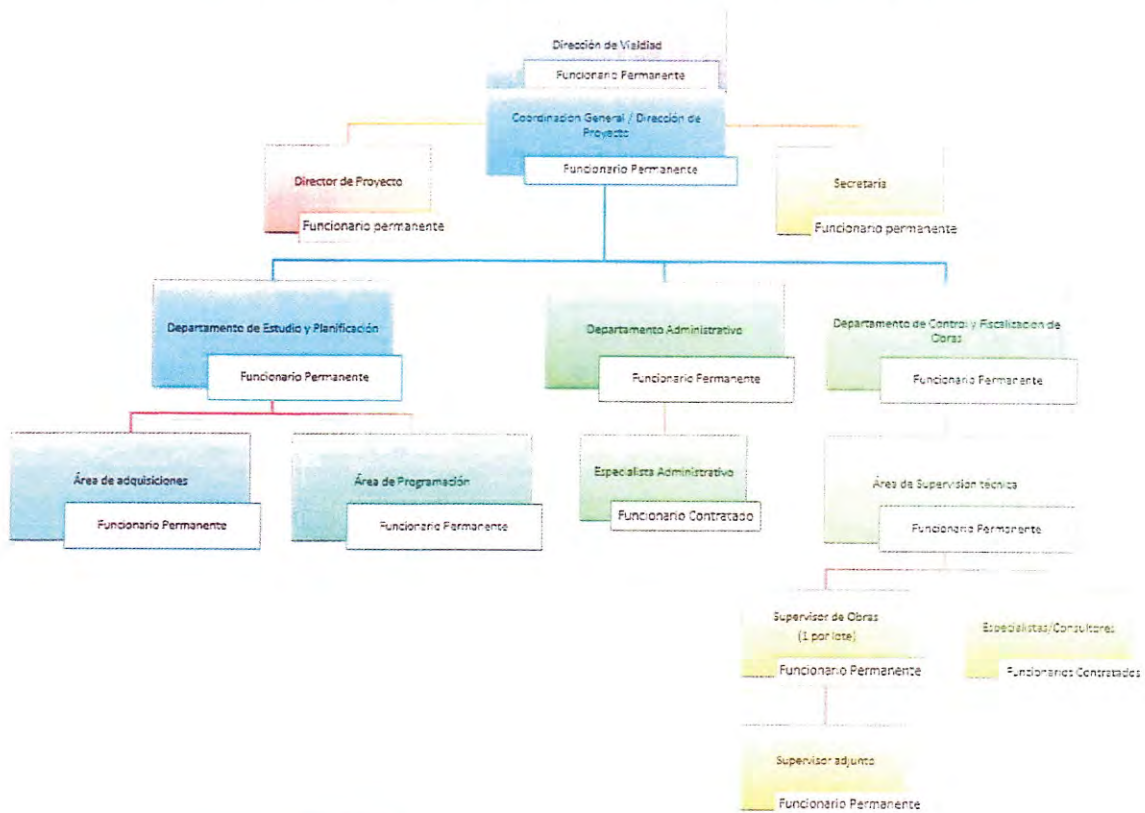 Dirección de Vialdiad
Funcionario Permanente
Coordinacion General / Dirección de
Proyecto
Funcionario Permanente
Director de Proyecto
Funcionario permanente
Secretaria
Funcionario permanente
Departamento de Estudio y Planificación
Funcionario Permanente
Departamento Administrativo
Funcionario Permanente
Departamento de Control y Fiscalizacion de
Obras
Funcionario Permanente
Área de adquisiciones
Funcionario Permanente
Área de Programación
Funcionario Permanente
Especialista Administrativo
Funcionario Contratado
Área de Supervision técnica
Funcionario Permanente
Supervisor de Obras
(1 por lote)
Funcionario Permanente
Especialistas/Consultores
Funcionarios Contratados
Supervisor adjunto
Funcionario Permanente